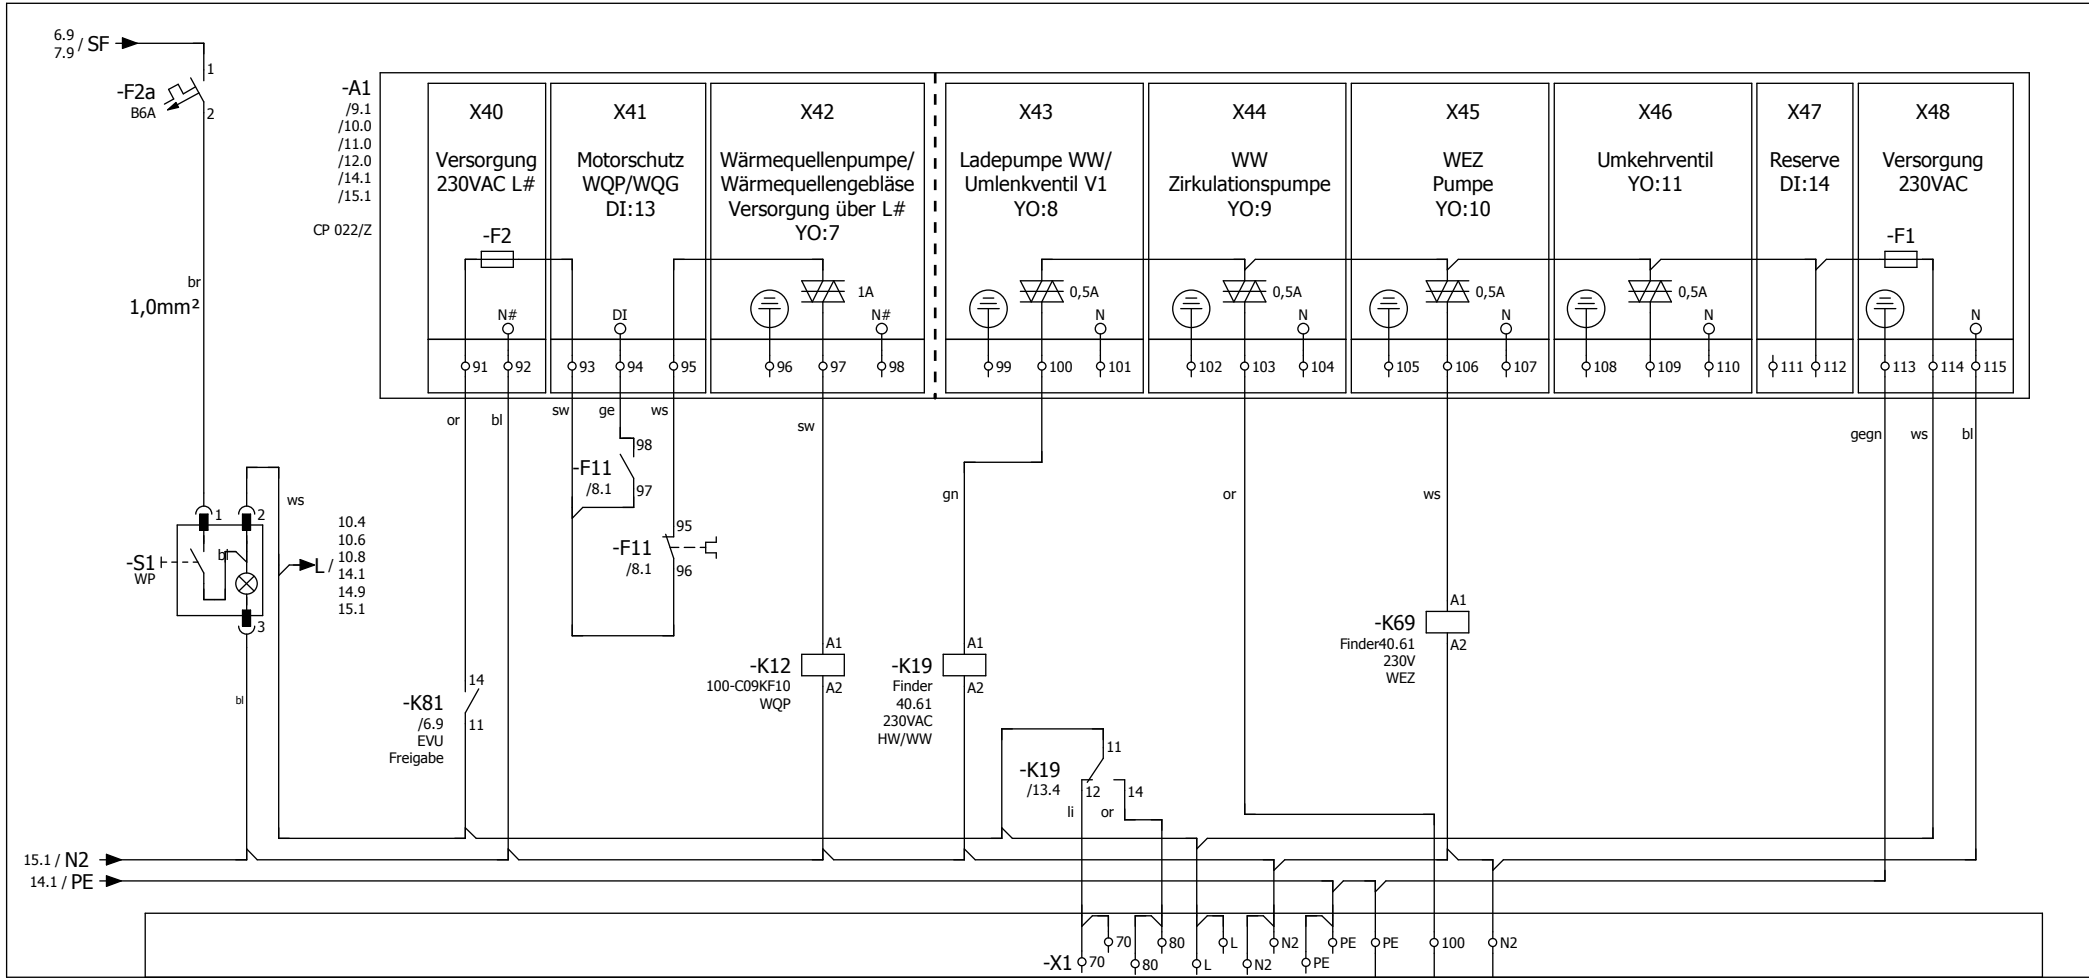 6.9
7.9 / SF
1
-F2a
B6A
2
br
1,0mm²
-A1
/9.1
/10.0
/11.0
/12.0
/14.1
/15.1
CP 022/Z
X40
Versorgung
230VAC L#
-F2
N#
91
92
X41
Motorschutz
WQP/WQG
DI:13
DI
93
94
95
X42
Wärmequellenpumpe/
Wärmequellengebläse
Versorgung über L#
YO:7
1A
N#
96
97
98
X43
Ladepumpe WW/
Umlenkventil V1
YO:8
0,5A
N
99
100
101
X44
WW
Zirkulationspumpe
YO:9
0,5A
N
102
103
104
X45
WEZ
Pumpe
YO:10
0,5A
N
105
106
107
X46
Umkehrventil
YO:11
0,5A
N
108
109
110
X47
Reserve
DI:14
111
112
X48
Versorgung
230VAC
-F1
N
113
114
115
or
bl
sw
ge
ws
sw
gn
or
ws
gegn
ws
bl
98
-F11
/8.1
97
95
-F11
/8.1
96
ws
1
2
bl
-S1
WP
3
bl
L /
10.4
10.6
10.8
14.1
14.9
15.1
14
-K81
/6.9
EVU
Freigabe
11
A1
-K12
100-C09KF10
WQP
A2
A1
-K19
Finder
40.61
230VAC
HW/WW
A2
A1
-K69
Finder40.61
230V
WEZ
A2
11
-K19
/13.4
12
14
li
or
15.1 / N2
14.1 / PE
70
80
L
N2
PE
PE
100
N2
-X1
70
80
L
N2
PE